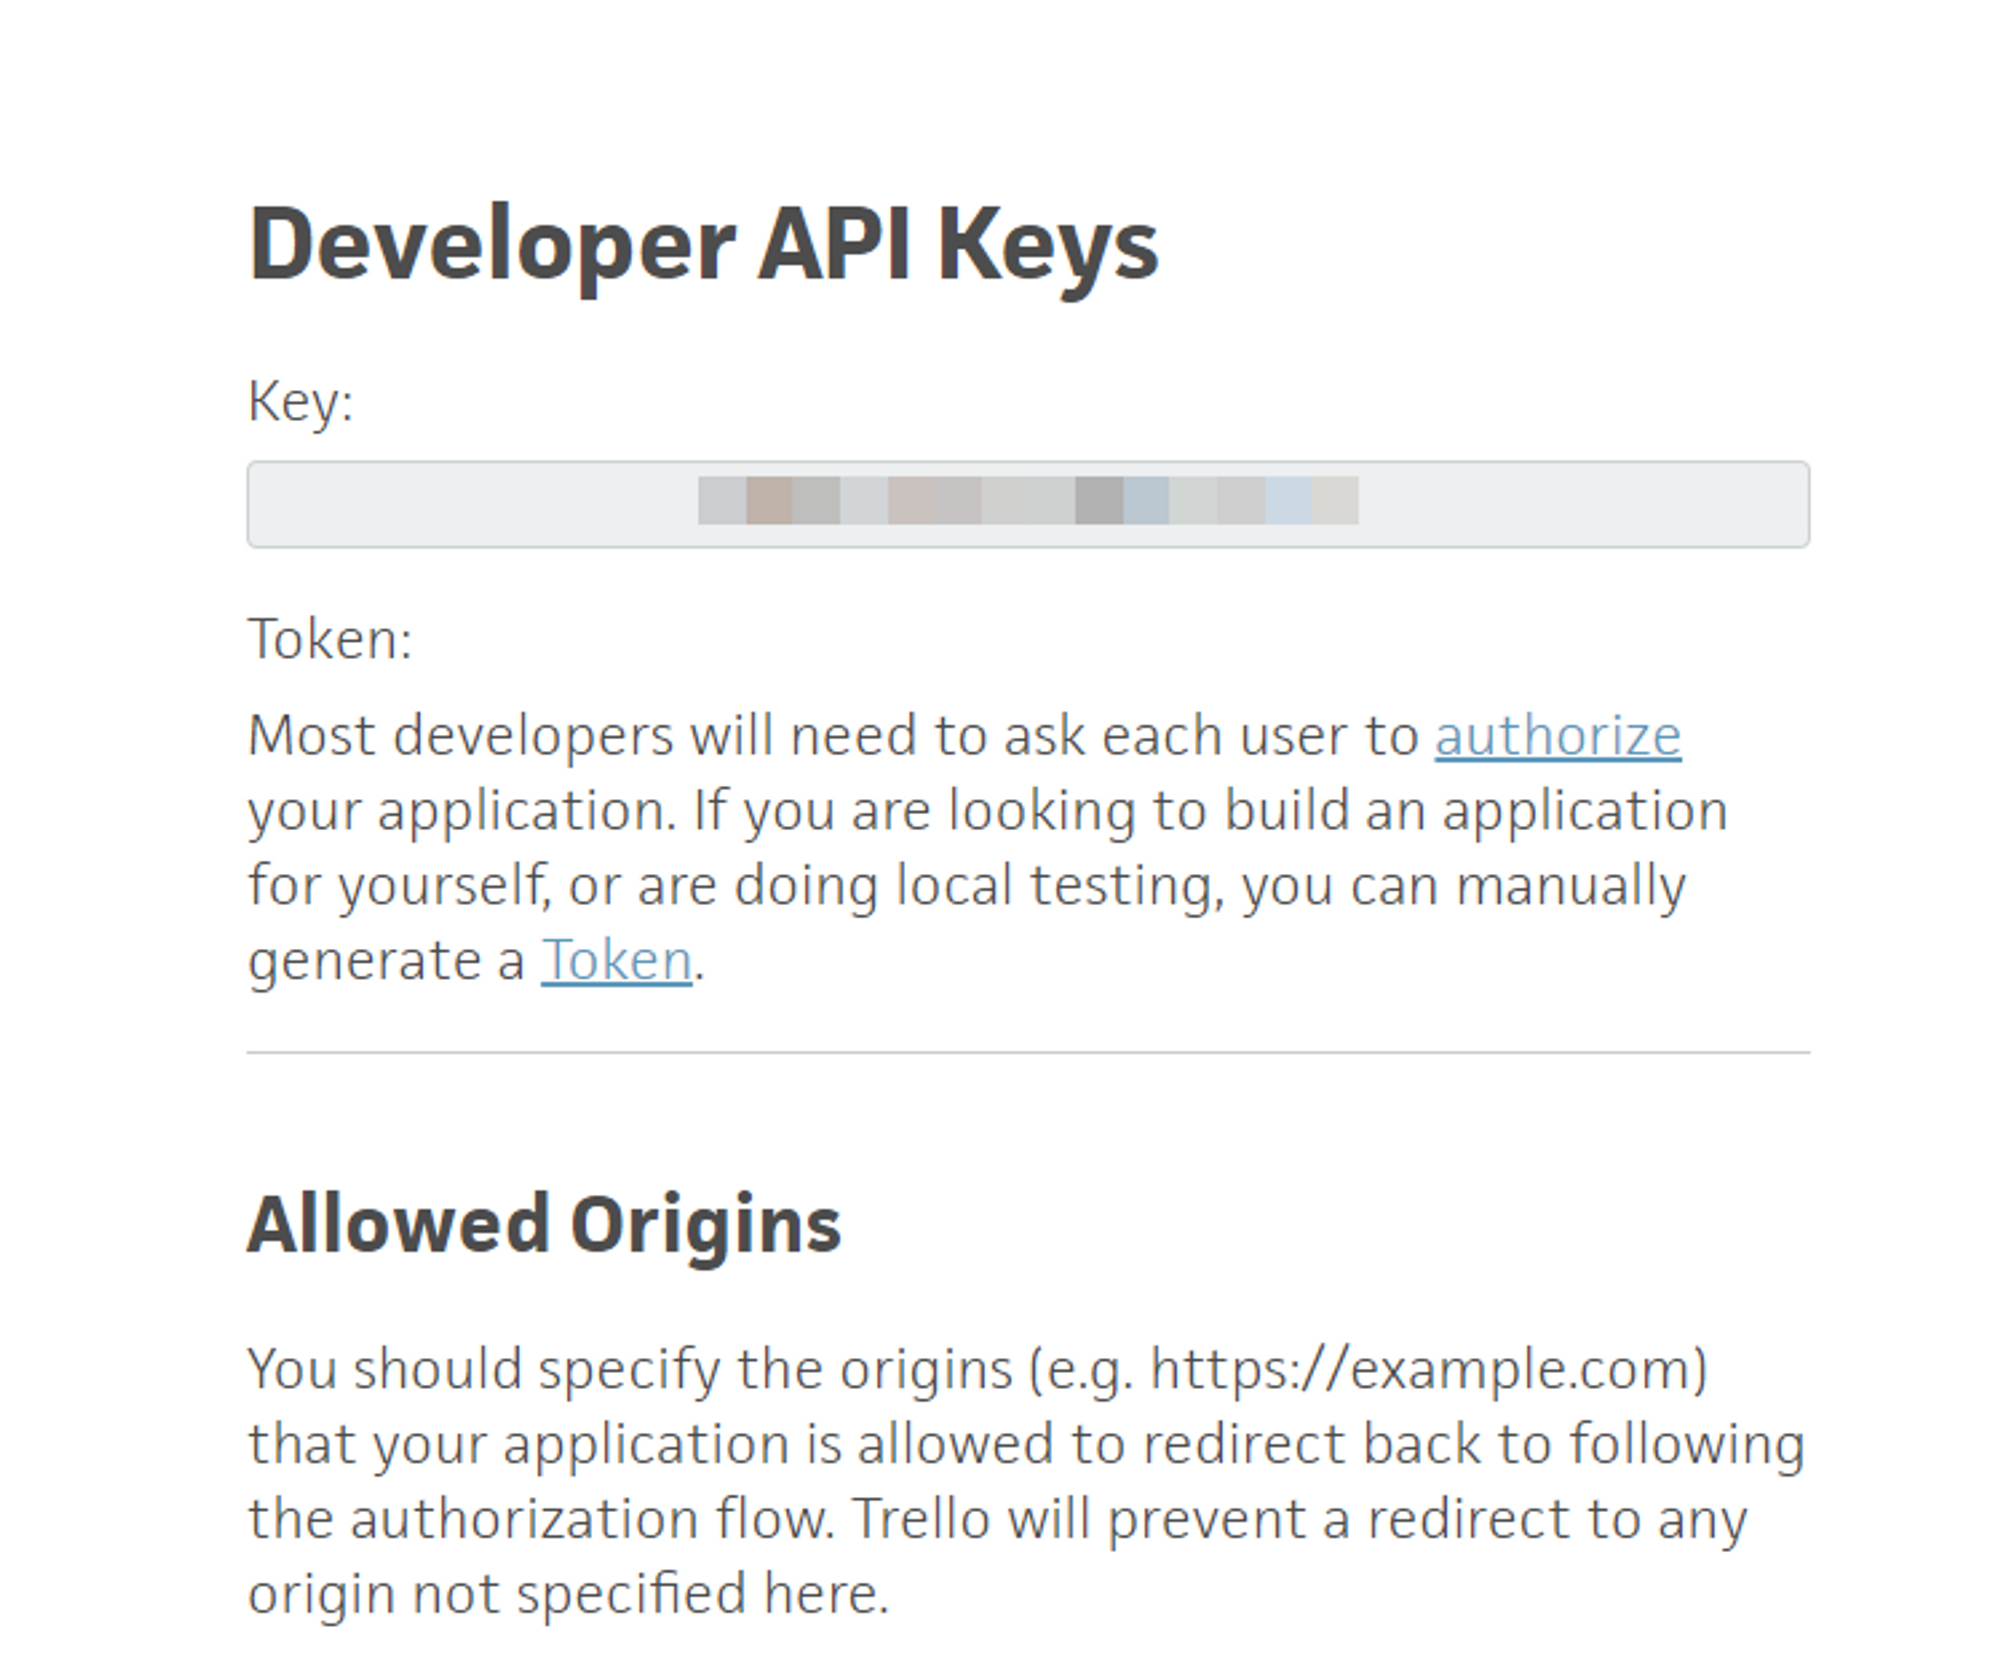 Developer API Keys
Key:
Token:
Most developers will need to ask each user to authorize
your application. If you are looking to build an application
for yourself, or are doing local testing, you can manually
generate a Token.
Allowed Origins
You should specify the origins (e.g. https://example.com)
that your application is allowed to redirect back to following
the authorization flow. Trello will prevent a redirect to any
origin not specified here.